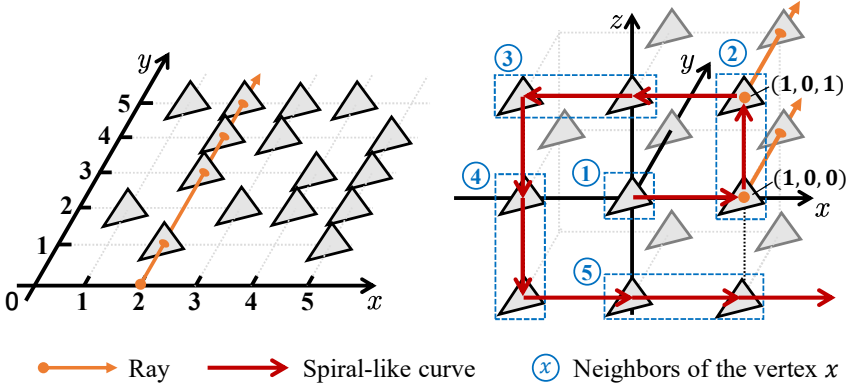 y
5
4
3
2
1
0
1
2
3
4
5
x
z
y
③
②
(1, 0, 1)
④
①
(1, 0, 0)
x
⑤
Ray
Spiral-like curve
ⓧ Neighbors of the vertex x